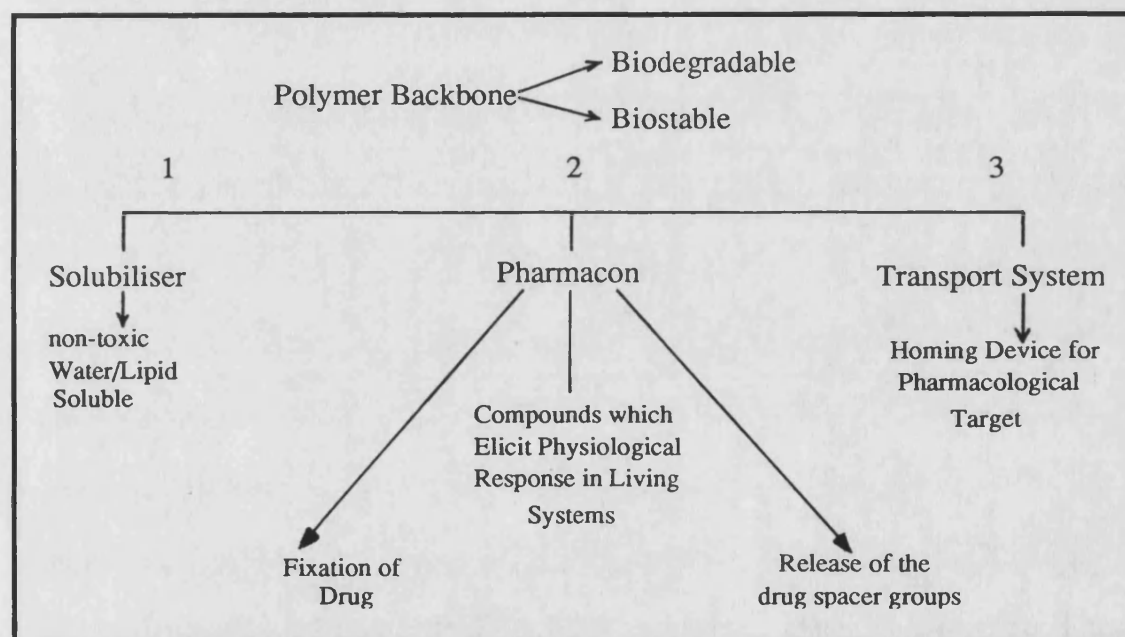 Biodegradable
Polymer Backbone
Biostable
1
2
3
Solubiliser
Pharmacon
Transport System
non-toxic
Water/Lipid
Soluble
Homing Device for
Pharmacological
Target
Compounds which
Elicit Physiological
Response in Living
Systems
Fixation of
Drug
Release of the
drug spacer groups